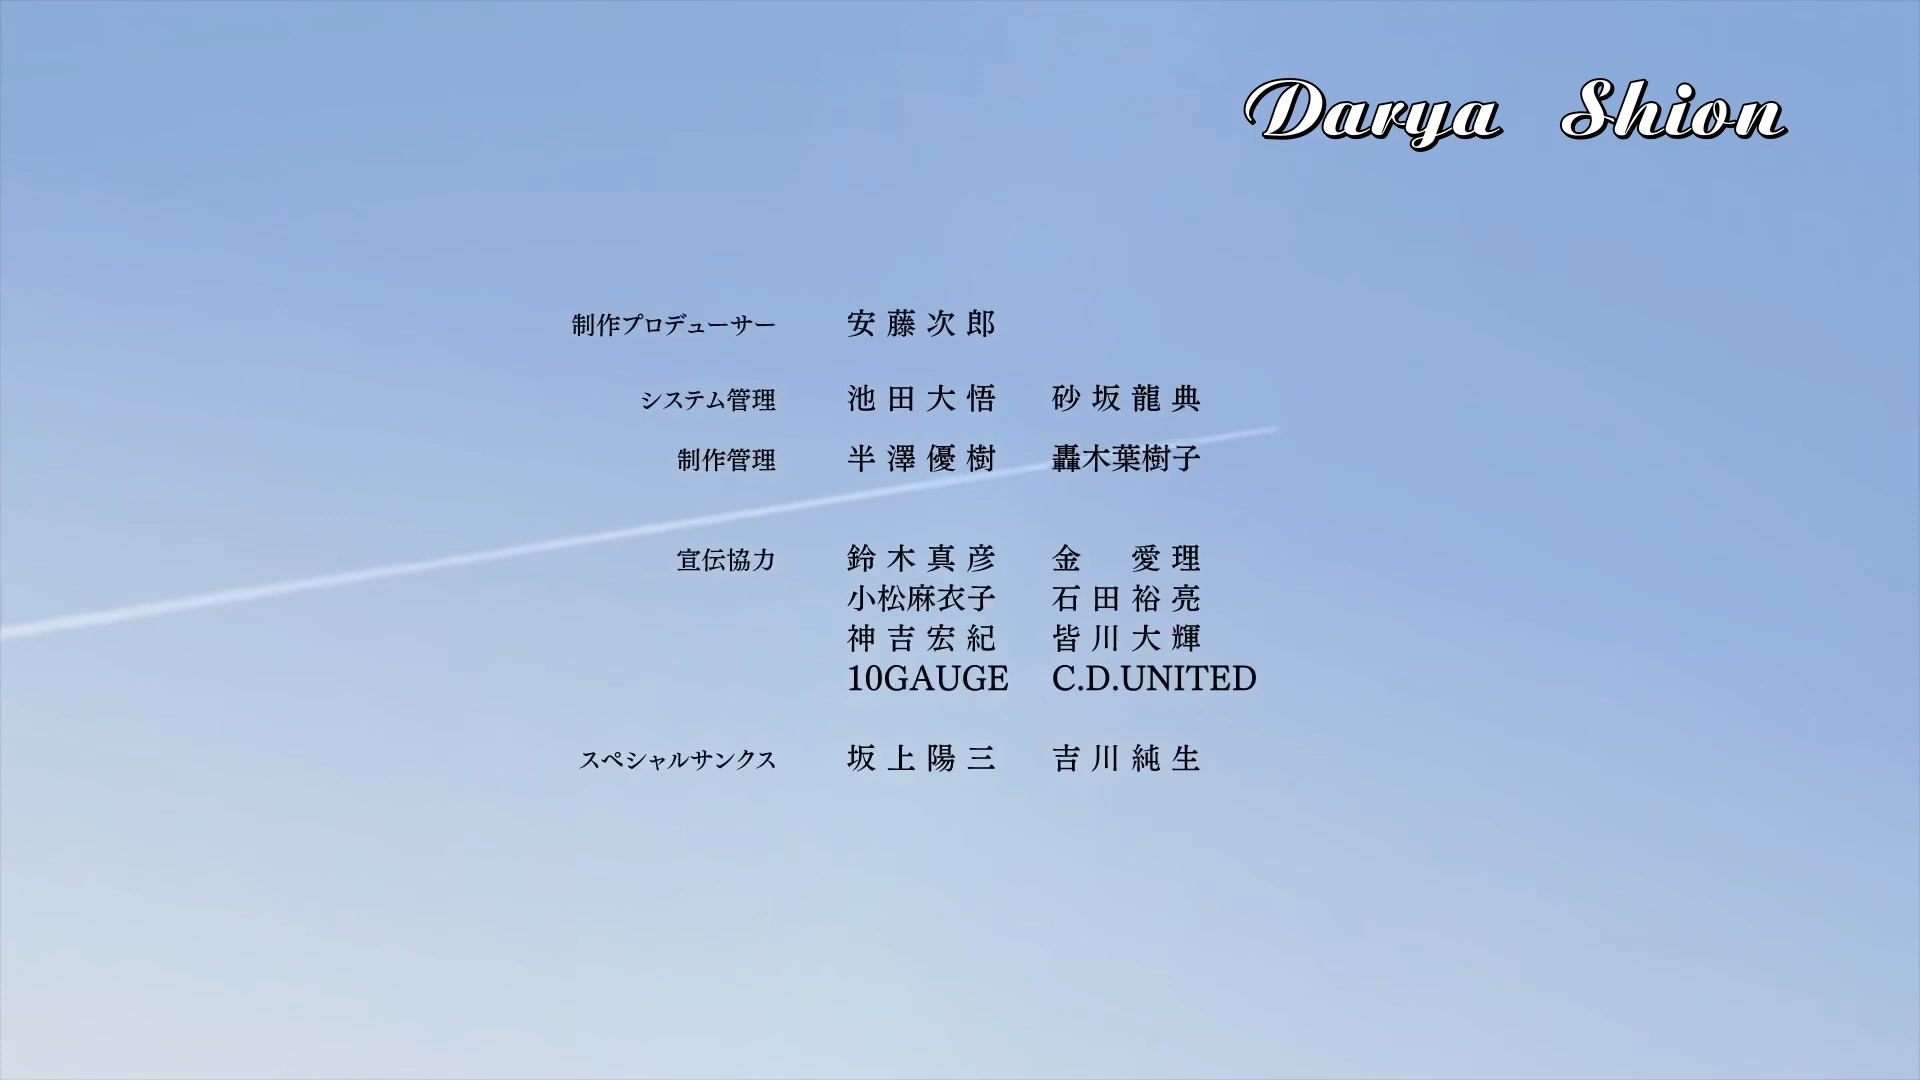 Darya Shion
制作プロデューサー 安藤次郎
システム管理 池田大悟 砂坂龍典
制作管理 半澤優樹 轟木葉樹子
宣伝協力 鈴木真彦 金 愛理
小松麻衣子 石田裕亮
神吉宏紀 皆川大輝
10GAUGE C.D.UNITED
スペシャルサンクス 坂上陽三 吉川純生